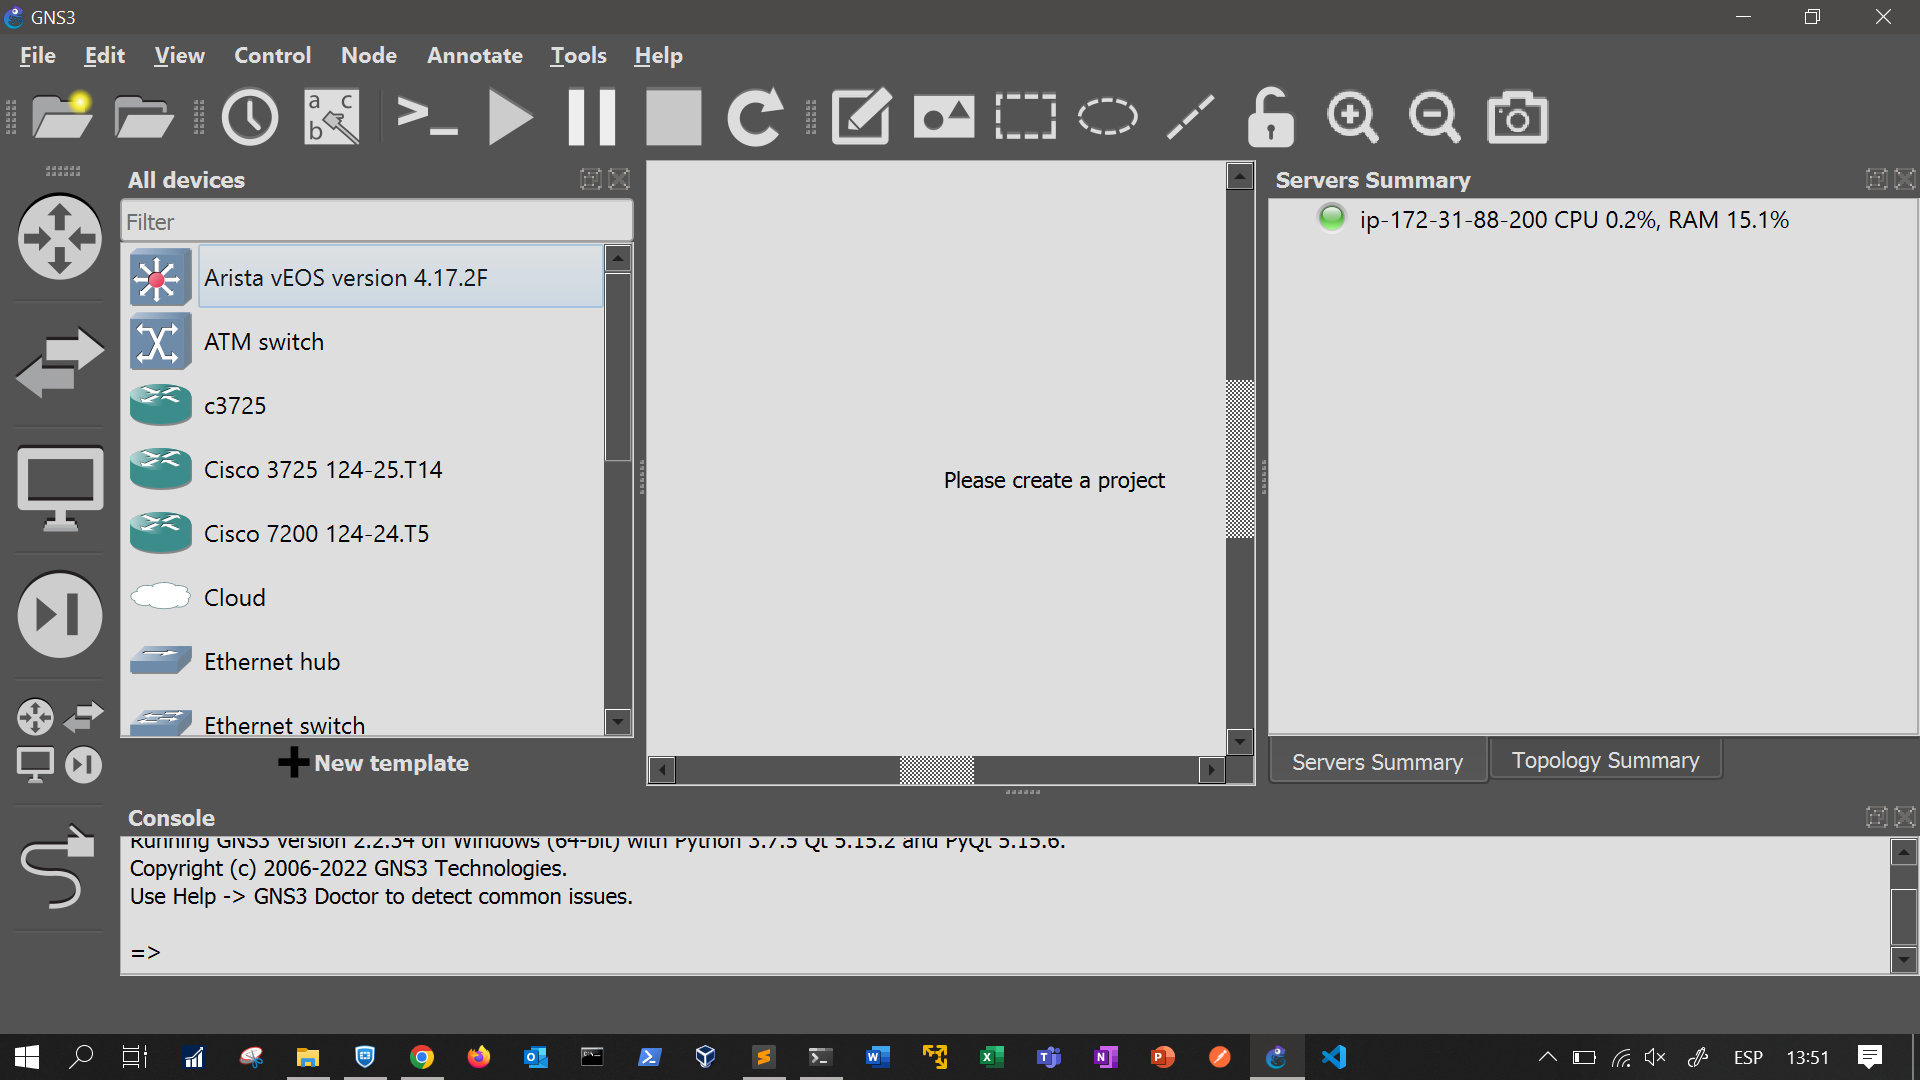 GNS3
File Edit View Control Node Annotate Tools Help
a c
b
All devices
Filter
Arista vEOS version 4.17.2F
ATM switch
c3725
Cisco 3725 124-25.T14
Cisco 7200 124-24.T5
Cloud
Ethernet hub
Ethernet switch
New template
Please create a project
Servers Summary
ip-172-31-88-200 CPU 0.2%, RAM 15.1%
Servers Summary Topology Summary
Console
Running GNS3 version 2.2.34 on Windows (64-bit) with Python 3.7.5 Qt 5.15.2 and PyQt 5.15.6.
Copyright (c) 2006-2022 GNS3 Technologies.
Use Help -> GNS3 Doctor to detect common issues.
=>
ESP 13:51